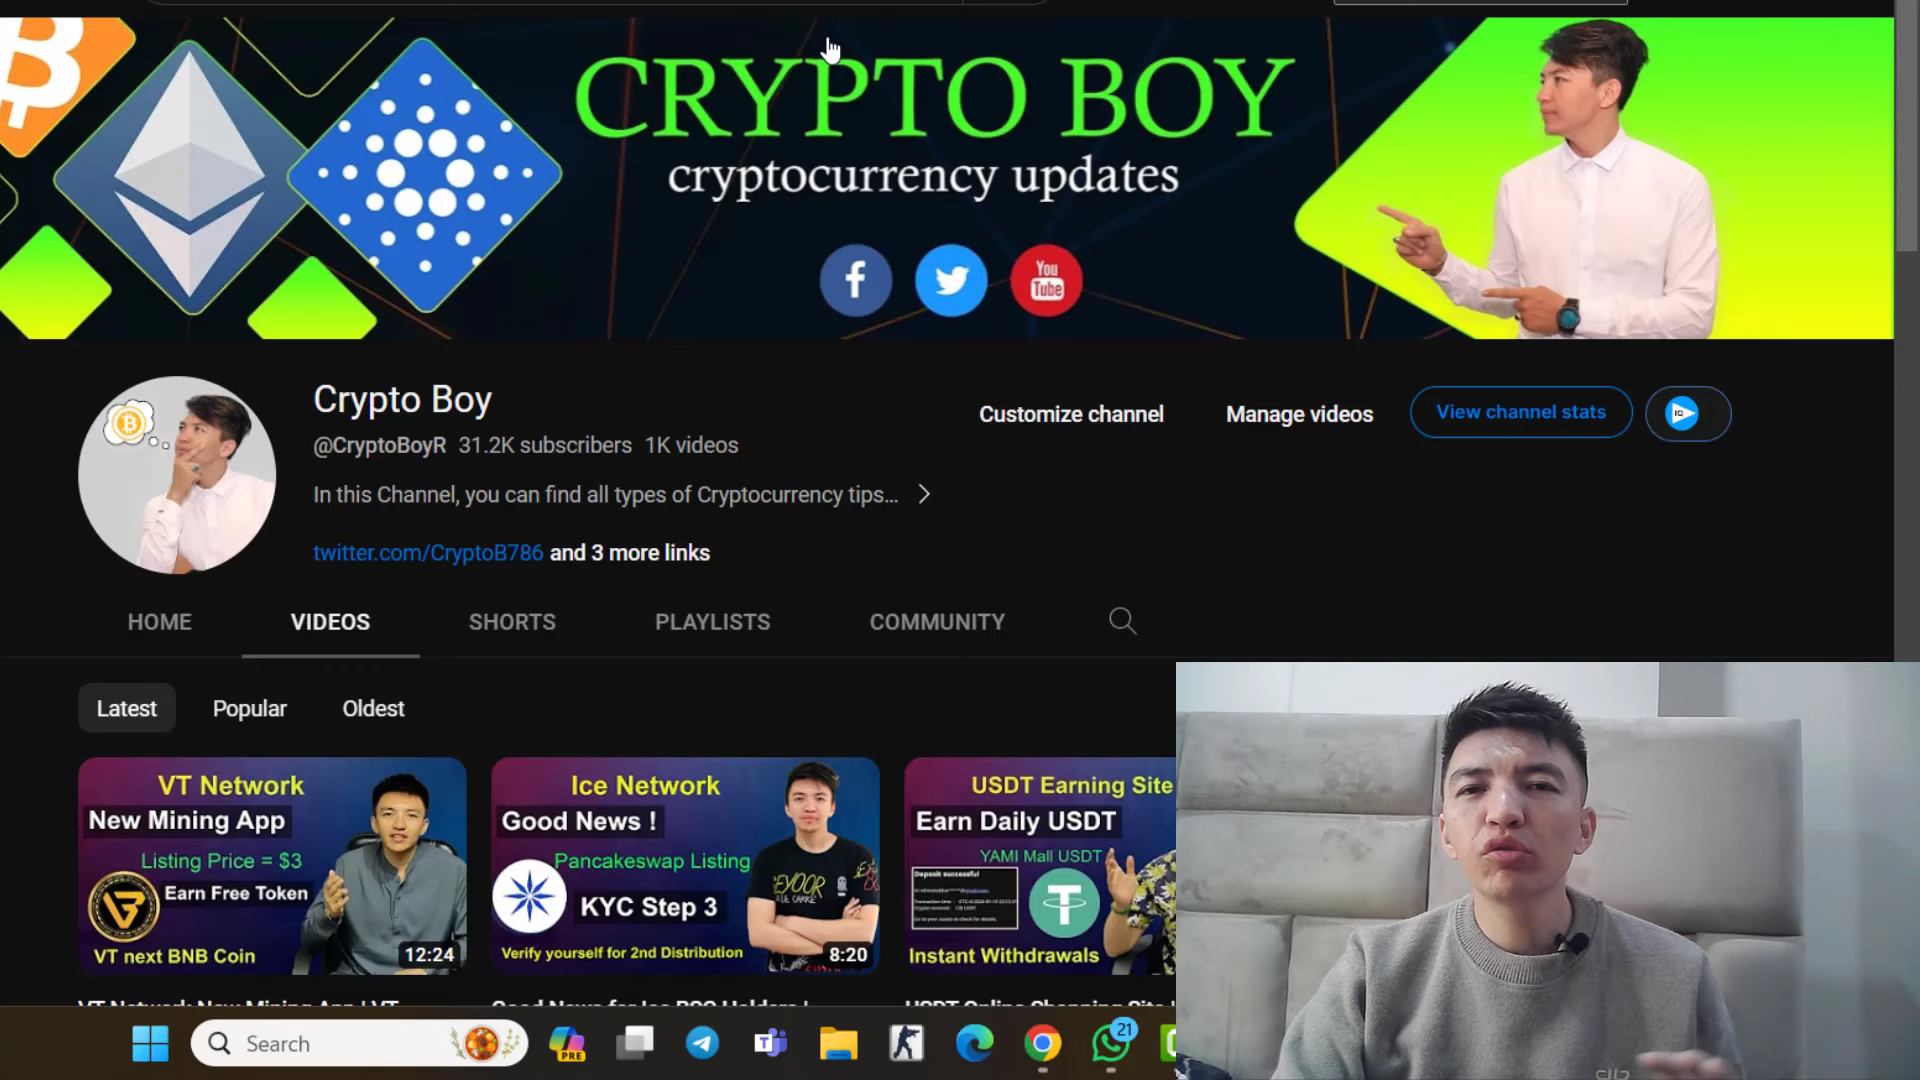 CRYPTO BOY
cryptocurrency updates
f
You
Tube
Crypto Boy
@CryptoBoyR 31.2K subscribers 1K videos
In this Channel, you can find all types of Cryptocurrency tips...
twitter.com/CryptoB786 and 3 more links
Customize channel
Manage videos
View channel stats
HOME
VIDEOS
SHORTS
PLAYLISTS
COMMUNITY
Latest
Popular
Oldest
VT Network
New Mining App
Listing Price = $3
Earn Free Token
VT next BNB Coin
12:24
Ice Network
Good News !
Pancakeswap Listing
KYC Step 3
Verify yourself for 2nd Distribution
8:20
USDT Earning Site
Earn Daily USDT
YAMI Mall USDT
Deposit successful
Instant Withdrawals
Search
PRE
21